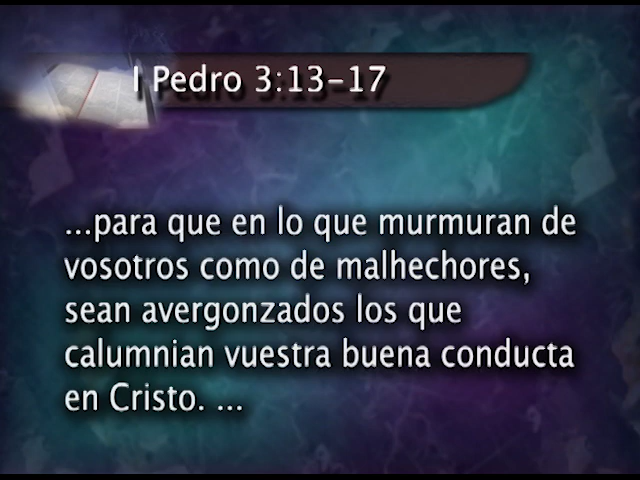 I Pedro 3:13-17
...para que en lo que murmuran de
vosotros como de malhechores,
sean avergonzados los que
calumnian vuestra buena conducta
en Cristo. ...